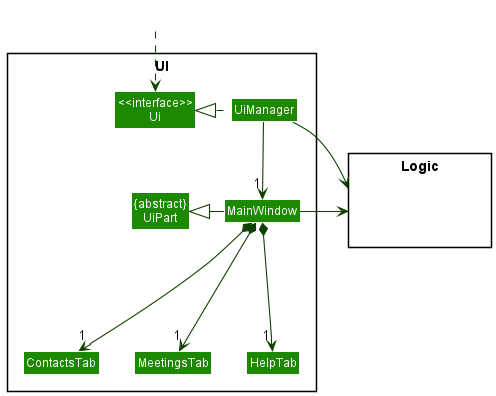 UI
<<interface>>
Ui
UiManager
Logic
1
{abstract}
UiPart
MainWindow
1
1
1
ContactsTab
MeetingsTab
HelpTab